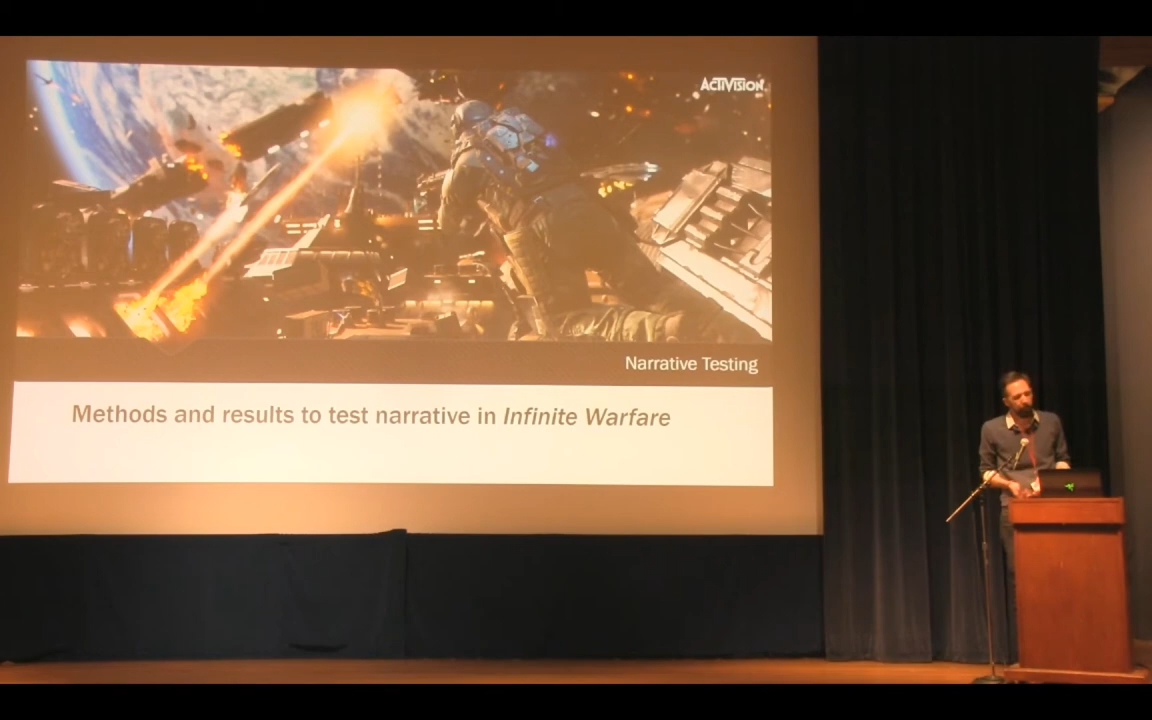 ACTIVISION
Narrative Testing
Methods and results to test narrative in Infinite Warfare